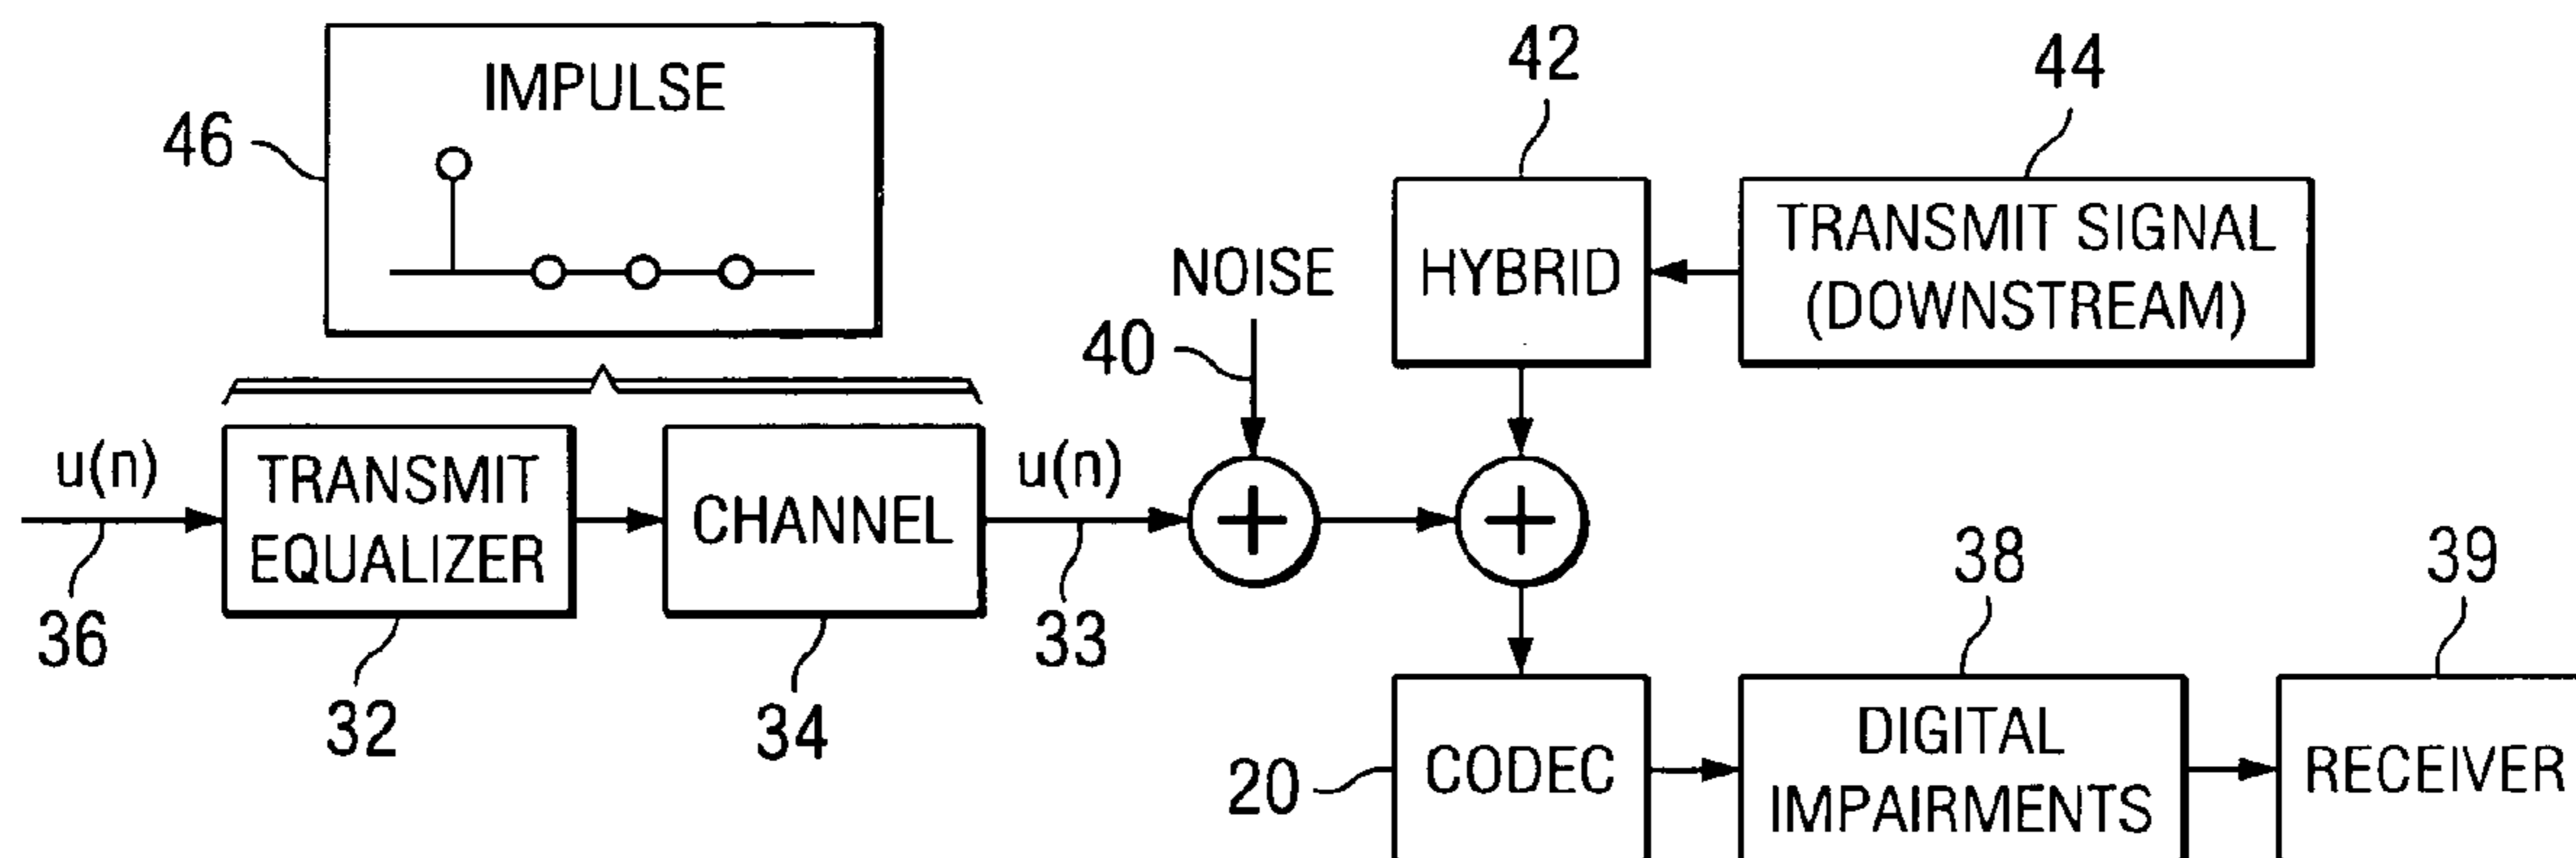 42
44
IMPULSE
46
TRANSMIT SIGNAL
(DOWNSTREAM)
HYBRID
NOISE
40
u(n)
TRANSMIT
EQUALIZER
CHANNEL
u(n)
+
+
36
32
34
33
38
39
20
CODEC
DIGITAL
IMPAIRMENTS
RECEIVER